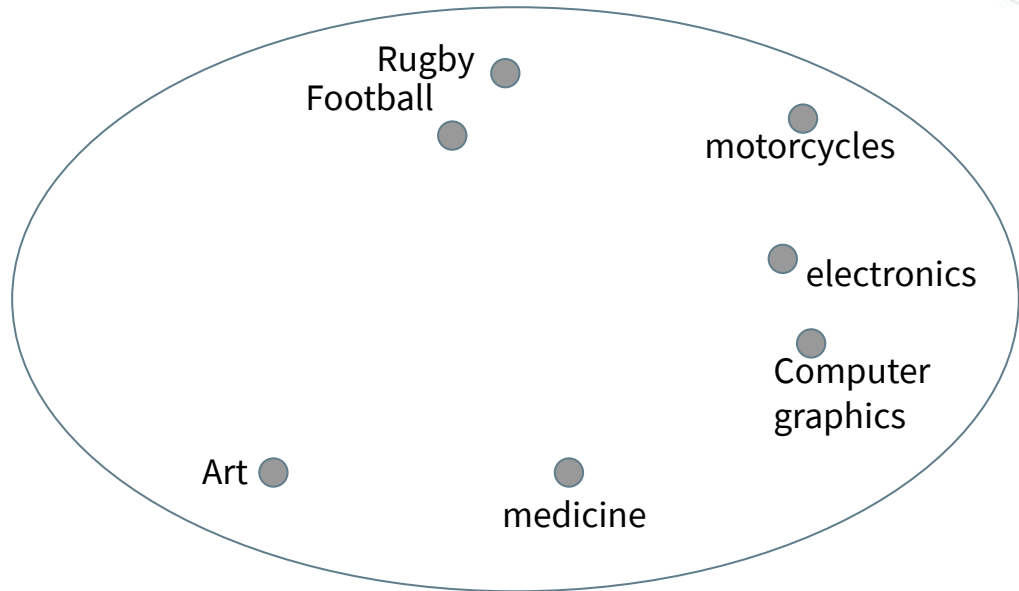 Rugby
Football
motorcycles
electronics
Computer
graphics
Art
medicine